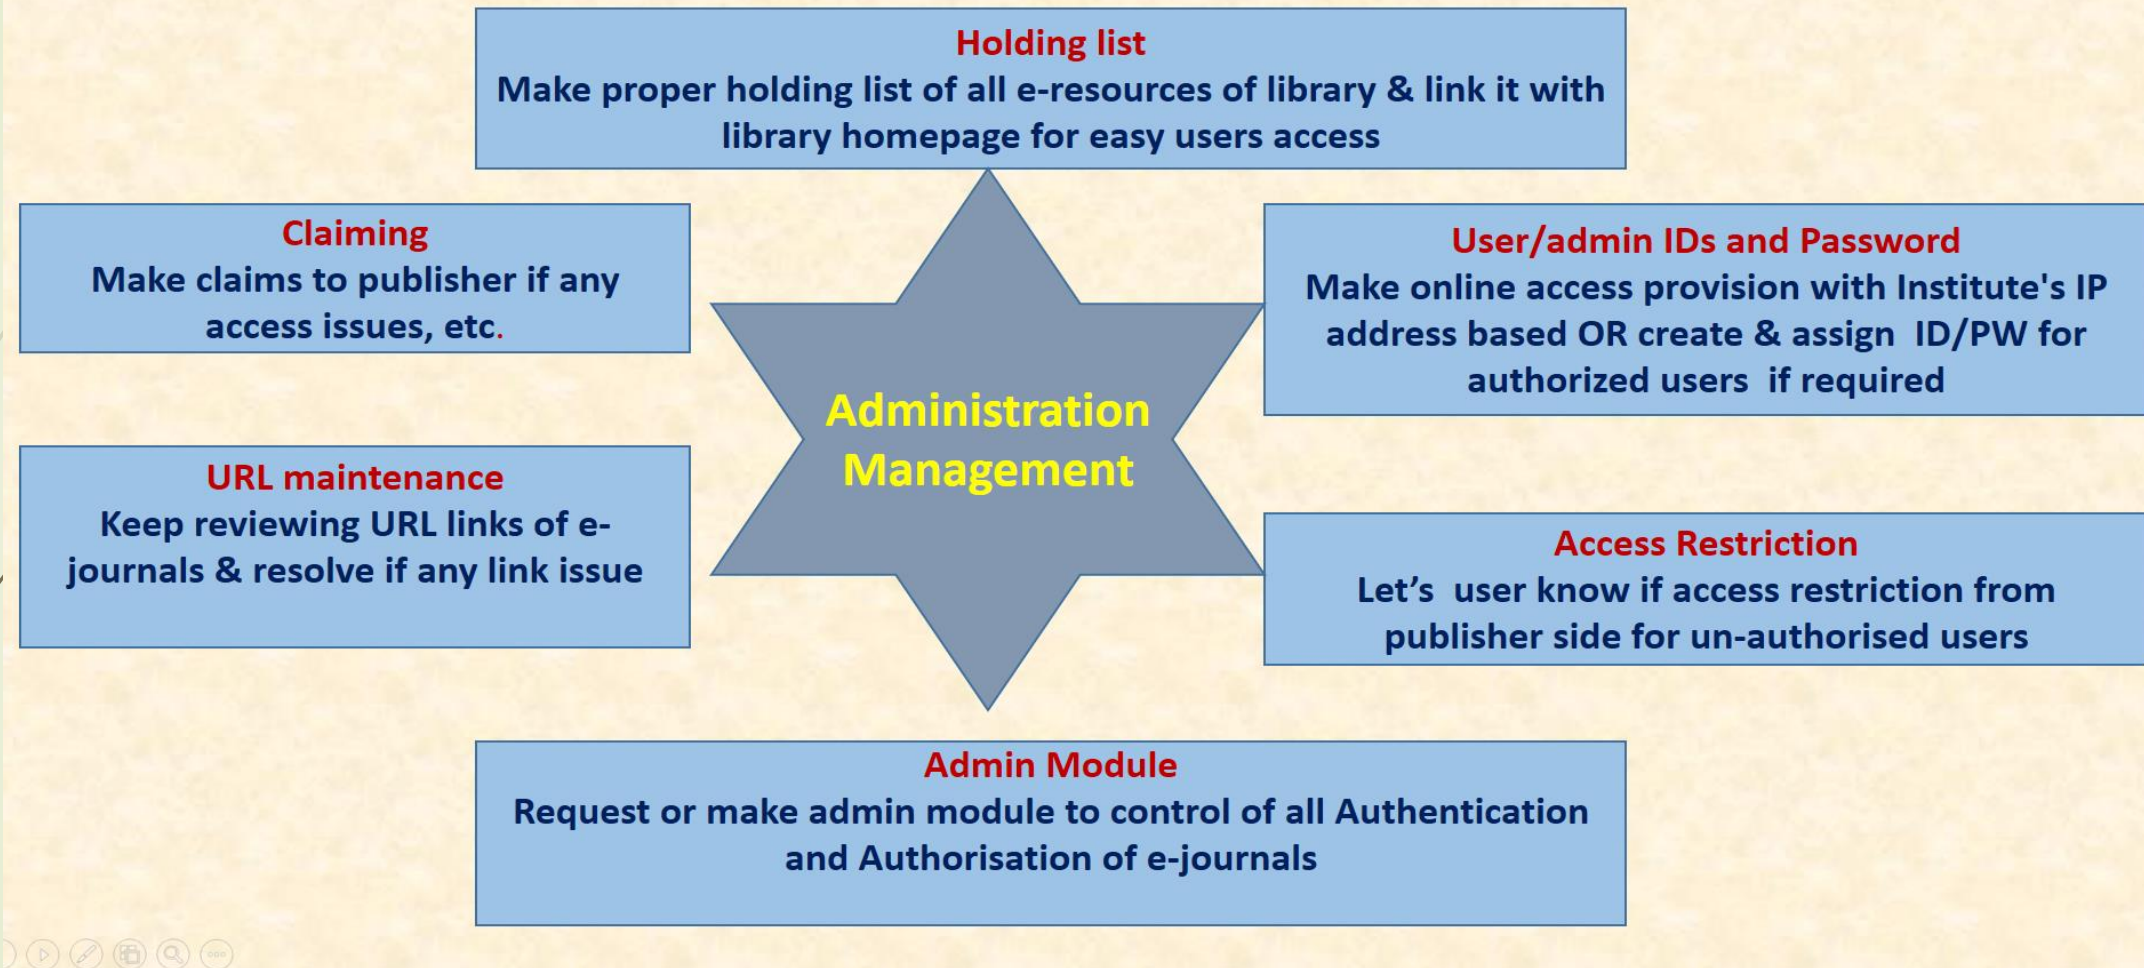 Holding list
Make proper holding list of all e-resources of library & link it with
library homepage for easy users access
Claiming
Make claims to publisher if any
access issues, etc.
User/admin IDs and Password
Make online access provision with Institute's IP
address based OR create & assign  ID/PW for
authorized users  if required
Administration
Management
URL maintenance
Keep reviewing URL links of e-
journals & resolve if any link issue
Access Restriction
Let’s  user know if access restriction from
publisher side for un-authorised users
Admin Module
Request or make admin module to control of all Authentication
and Authorisation of e-journals